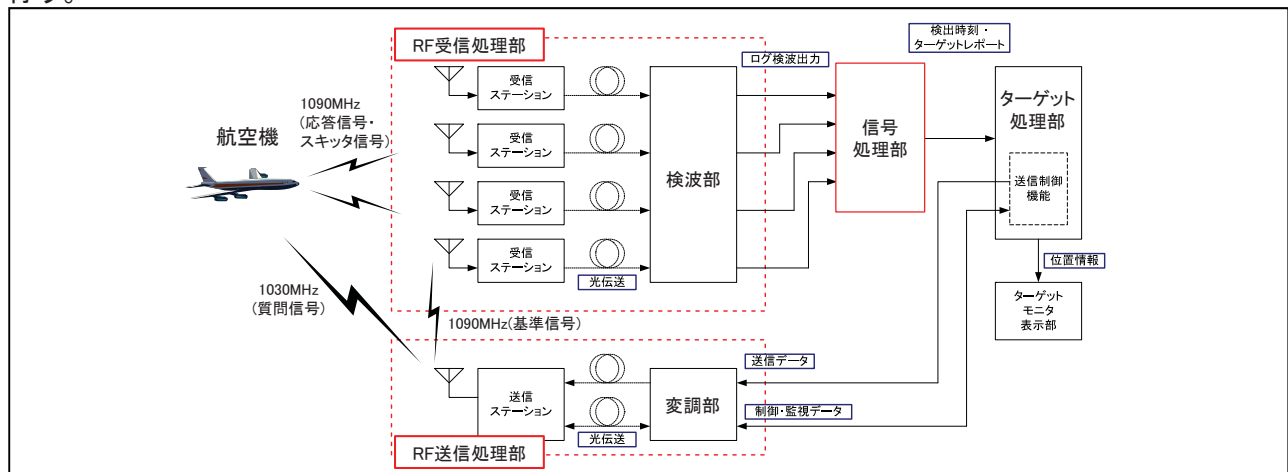 行う。
RF受信処理部
検出時刻・
ターゲットレポート
ログ検波出力
受信
ステーション
受信
ステーション
受信
ステーション
受信
ステーション
光伝送
検波部
信号
処理部
ターゲット
処理部
送信制御
機能
1090MHz
(応答信号・
スキッタ信号)
航空機
1030MHz
(質問信号)
1090MHz(基準信号)
位置情報
ターゲット
モニタ
表示部
送信
ステーション
光伝送
変調部
送信データ
制御・監視データ
RF送信処理部